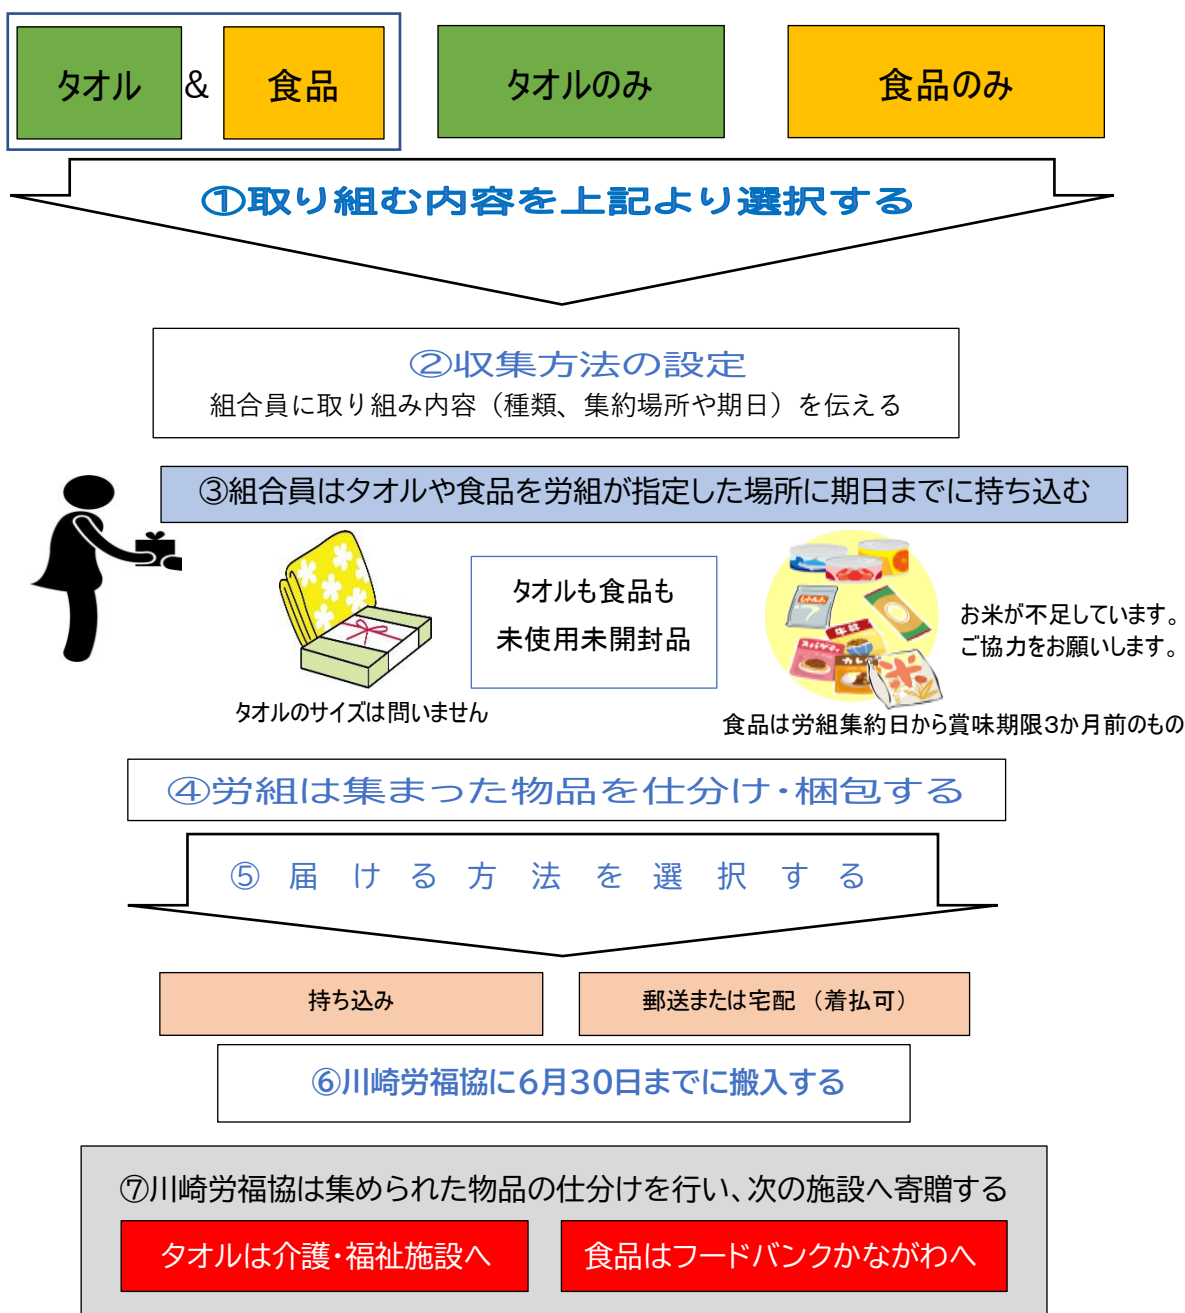 タオル & 食品
タオルのみ
食品のみ
①取り組む内容を上記より選択する
②収集方法の設定
組合員に取り組み内容（種類、集約場所や期日）を伝える
③組合員はタオルや食品を労組が指定した場所に期日までに持ち込む
タオルも食品も
未使用未開封品
レトルト
牛丼
スパゲティ
カレー
お米が不足しています。
ご協力をお願いします。
タオルのサイズは問いません
食品は労組集約日から賞味期限3か月前のもの
④労組は集まった物品を仕分け・梱包する
⑤届ける方法を選択する
持ち込み
郵送または宅配（着払可）
⑥川崎労福協に6月30日までに搬入する
⑦川崎労福協は集められた物品の仕分けを行い、次の施設へ寄贈する
タオルは介護・福祉施設へ
食品はフードバンクかながわへ